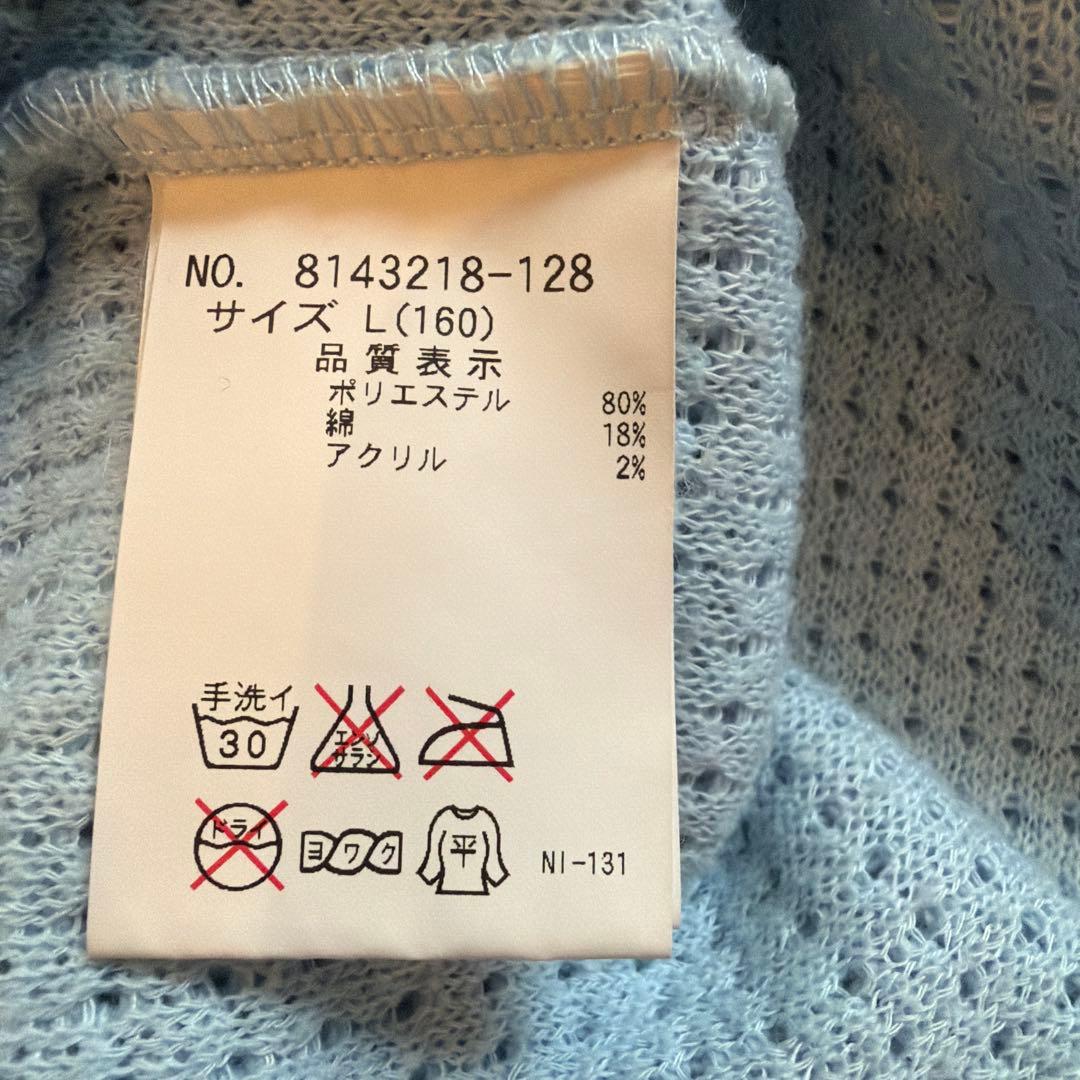 NO. 8143218-128
サイズ L(160)
品質表示
ポリエステル 80%
綿 18%
アクリル 2%
手洗イ
30
エンソ
サラシ
ドライ
ヨワク
平
NI-131